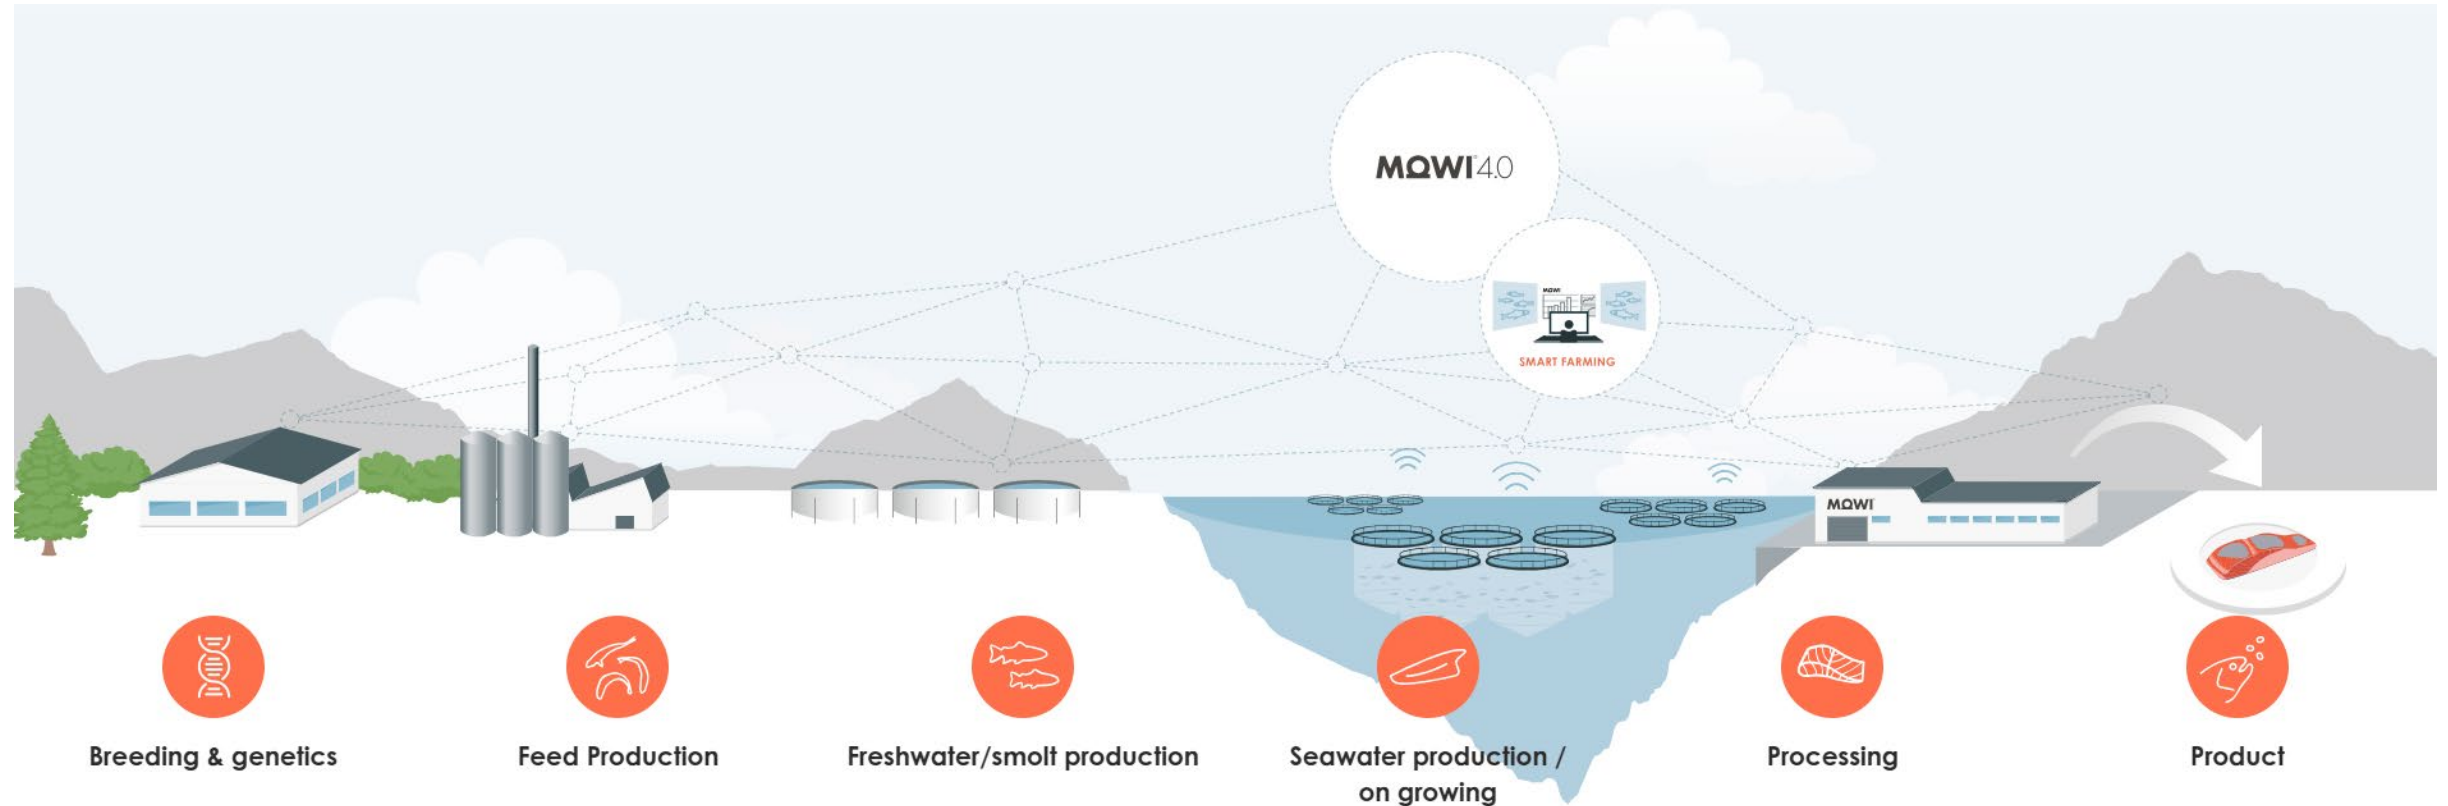 MOWI 4.0
MOWI
SMART FARMING
MOWI
Breeding & genetics
Feed Production
Freshwater/smolt production
Seawater production /
on growing
Processing
Product